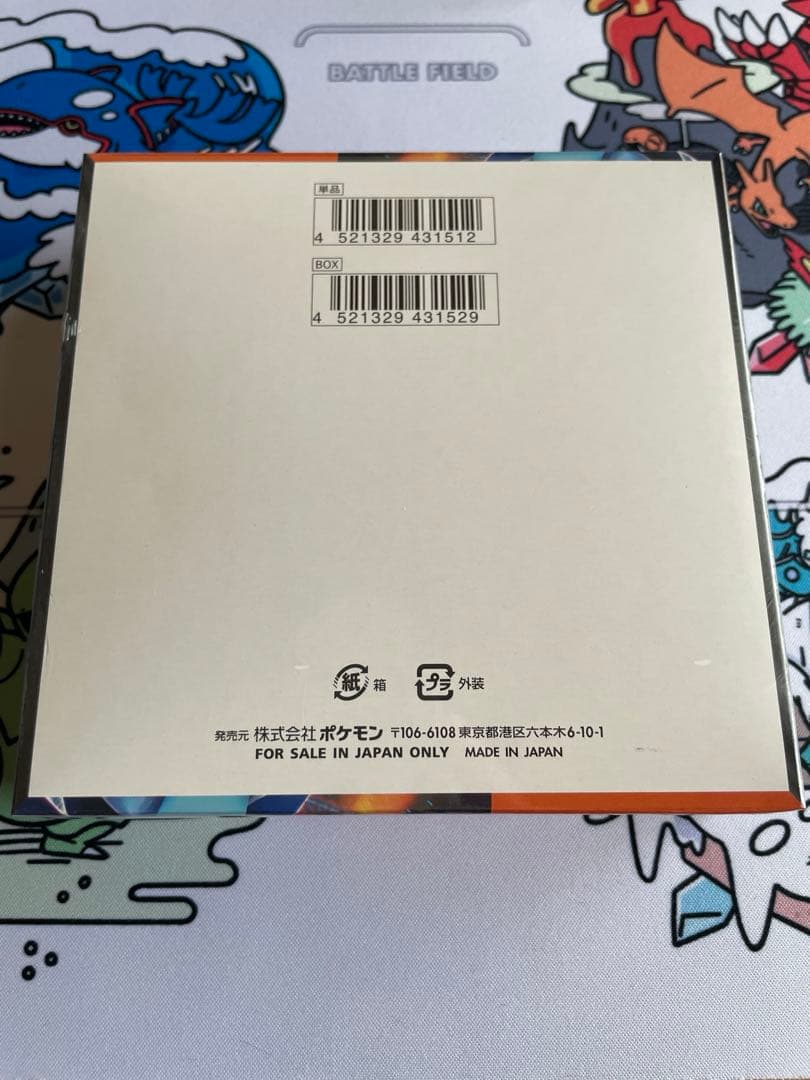 BATTLE FIELD
単品
4 521329 431512
BOX
4 521329 431529
紙 箱 プラ 外装
発売元 株式会社ポケモン 〒106-6108 東京都港区六本木6-10-1
FOR SALE IN JAPAN ONLY MADE IN JAPAN